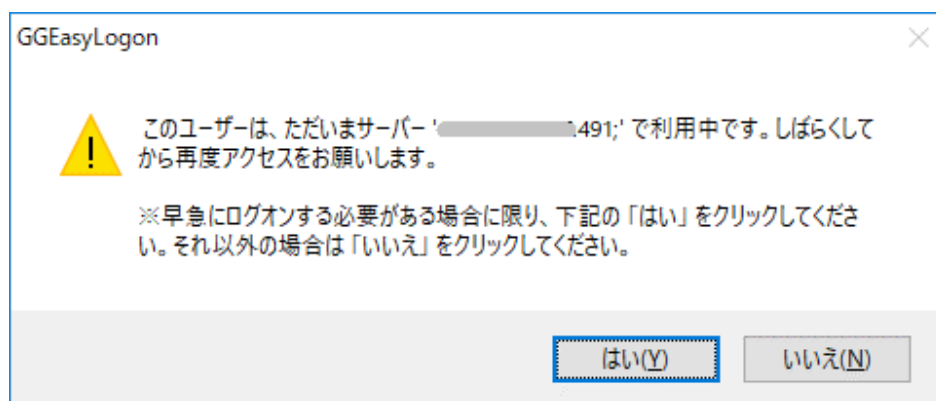 GGEasyLogon
このユーザーは、ただいまサーバー '491;' で利用中です。しばらくして
から再度アクセスをお願いします。
※早急にログオンする必要がある場合に限り、下記の「はい」をクリックしてくださ
い。それ以外の場合は「いいえ」をクリックしてください。
はい(Y)
いいえ(N)